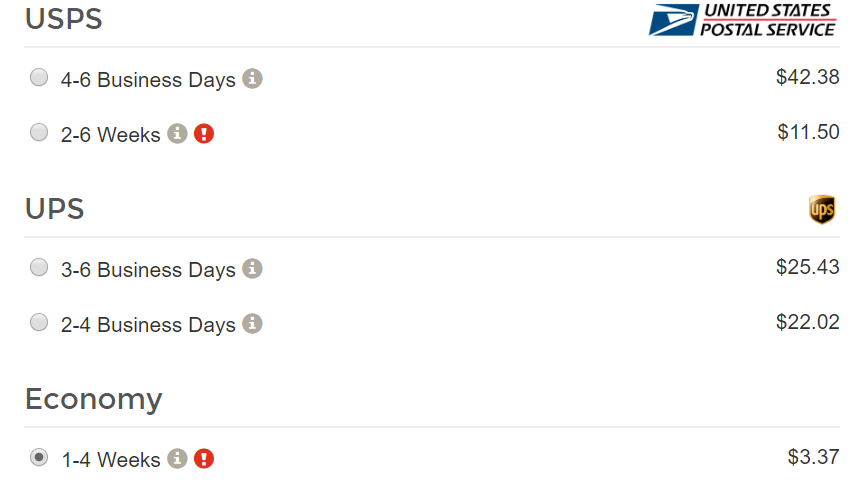 USPS
UNITED STATES
POSTAL SERVICE
4-6 Business Days $42.38
2-6 Weeks $11.50
UPS
ups
3-6 Business Days $25.43
2-4 Business Days $22.02
Economy
1-4 Weeks $3.37